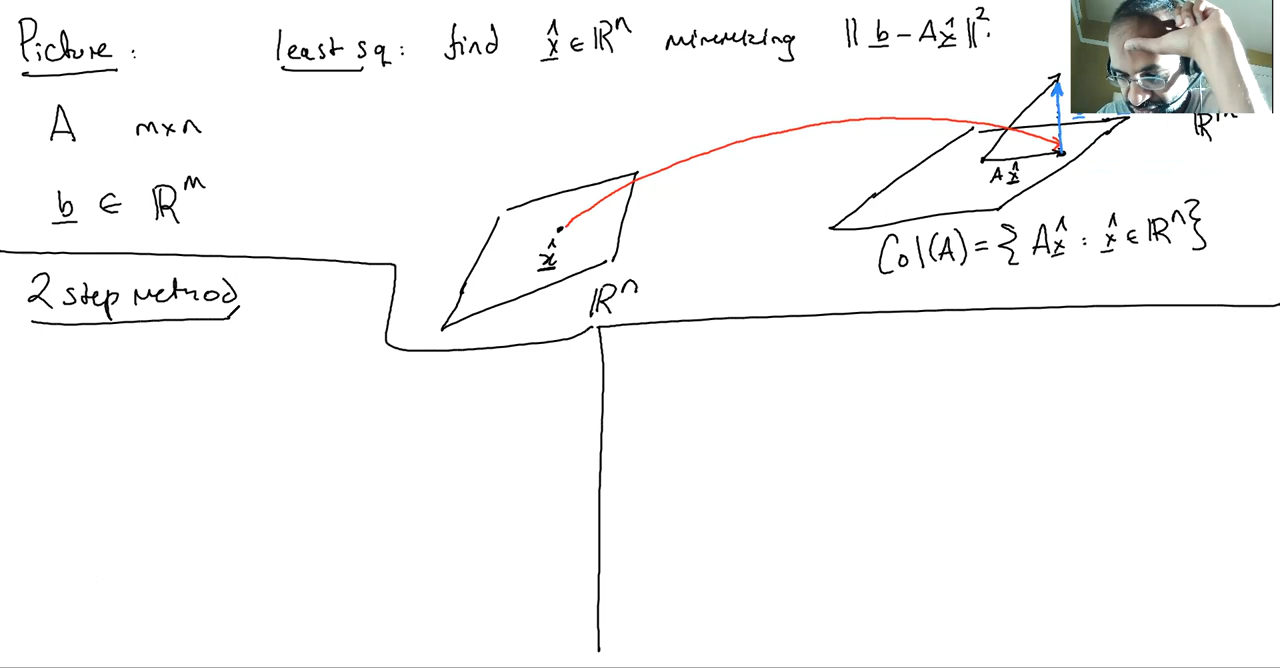 Picture : least sq : find x̂ ∈ ℝⁿ minimizing || b - Ax̂ ||².
A m×n
b ∈ ℝᵐ
Ax̂
x̂
Col(A) = { Ax̂ : x̂ ∈ ℝⁿ }
ℝⁿ
2 step method